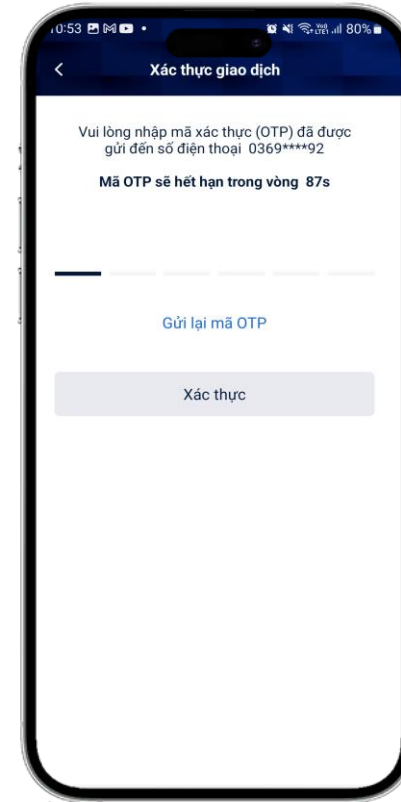 0:53
80%
Xác thực giao dịch
Vui lòng nhập mã xác thực (OTP) đã được
gửi đến số điện thoại 0369****92
Mã OTP sẽ hết hạn trong vòng 87s
Gửi lại mã OTP
Xác thực